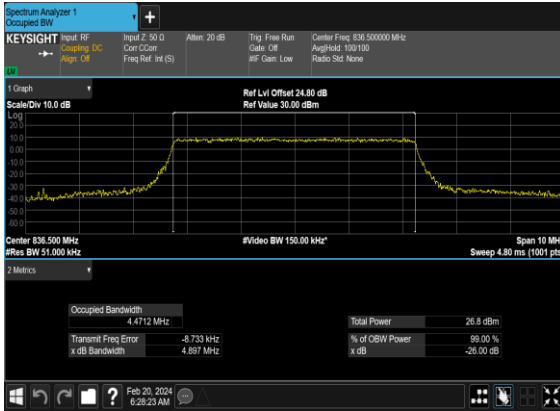 Spectrum Analyzer 1
Occupied BW
+
KEYSIGHT
Input: RF
Coupling: DC
Align: Off
Input Z: 50 Ω
Corr CCorr
Freq Ref: Int (S)
Atten: 20 dB
Trig: Free Run
Gate: Off
#IF Gain: Low
Center Freq: 836.500000 MHz
Avg|Hold: 100/100
Radio Std: None
1 Graph
Scale/Div 10.0 dB
Ref Lvl Offset 24.80 dB
Ref Value 30.00 dBm
Log
20.0
10.0
0.00
-10.0
-20.0
-30.0
-40.0
-50.0
-60.0
Center 836.500 MHz
#Res BW 51.000 kHz
#Video BW 150.00 kHz*
Span 10 MH
Sweep 4.80 ms (1001 pts
2 Metrics
Occupied Bandwidth
4.4712 MHz
Total Power 26.8 dBm
Transmit Freq Error -8.733 kHz
% of OBW Power 99.00 %
x dB Bandwidth 4.897 MHz
x dB -26.00 dB
?
Feb 20, 2024
6:28:23 AM